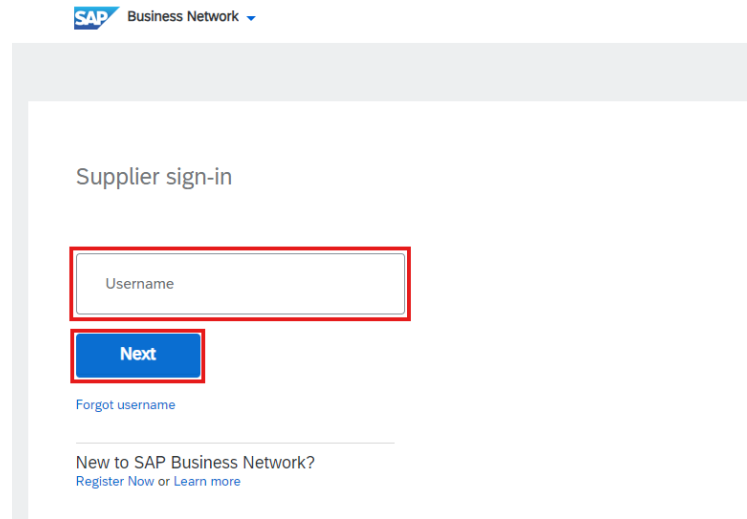 SAP Business Network
Supplier sign-in
Username
Next
Forgot username
New to SAP Business Network?
Register Now or Learn more